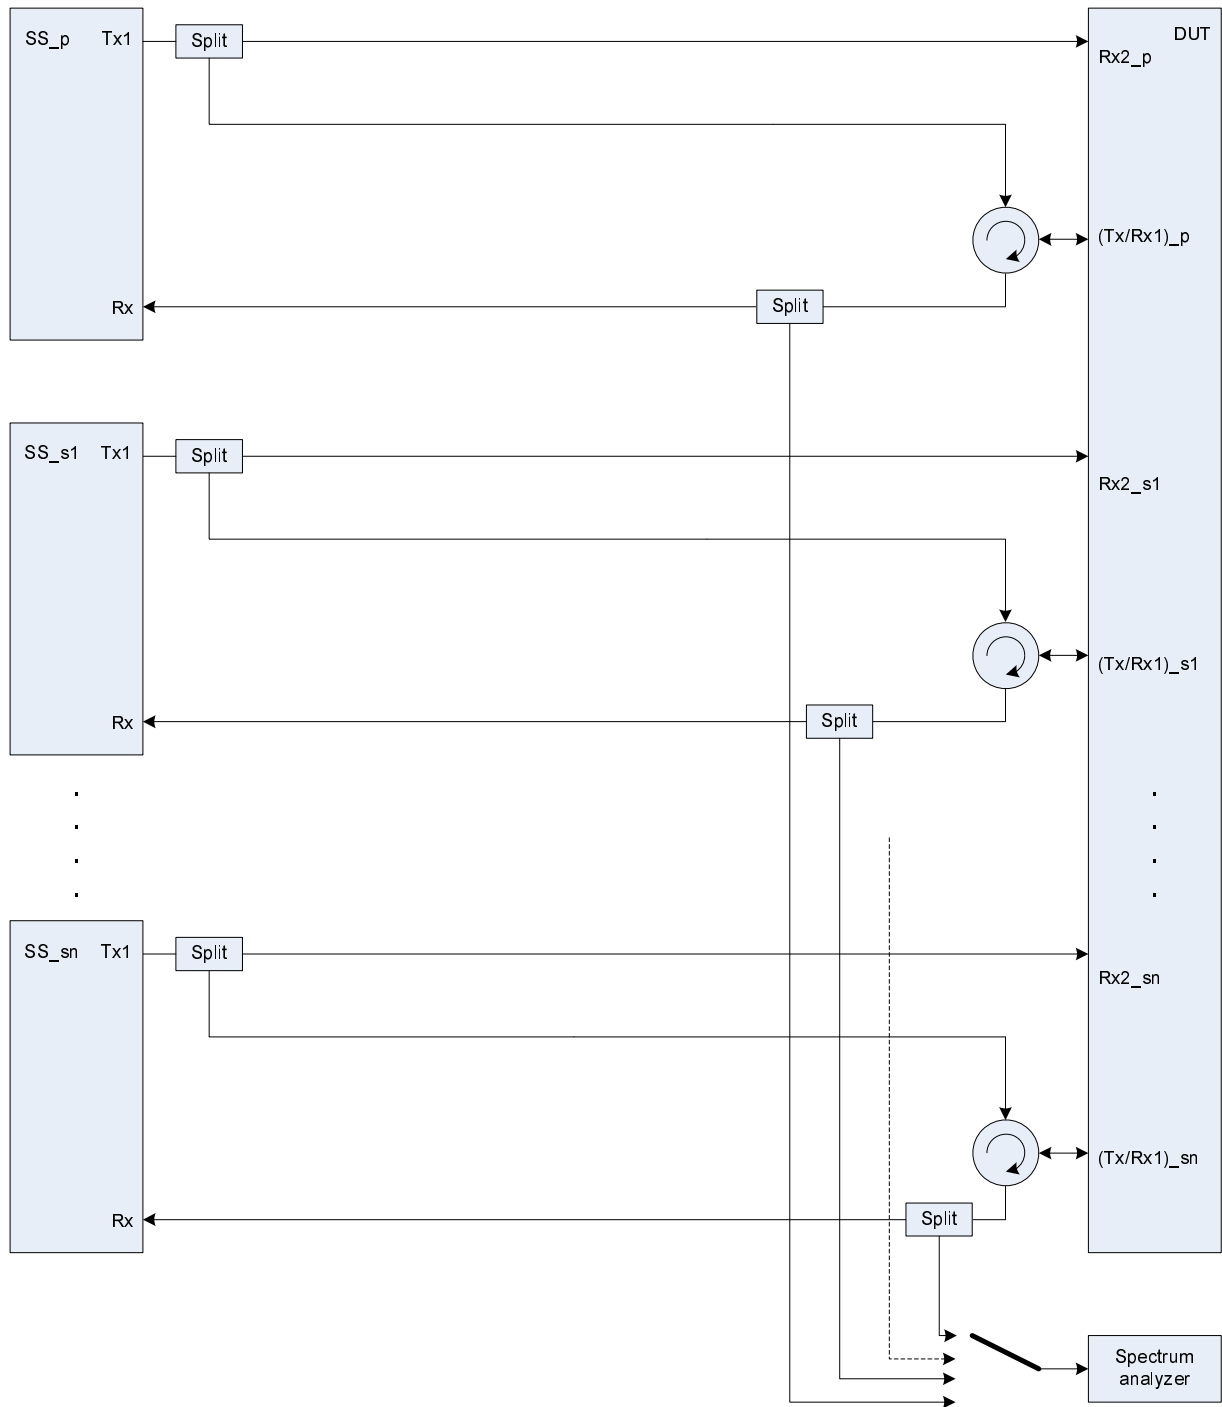 SS_p Tx1 Split DUT
Rx2_p
(Tx/Rx1)_p
Rx Split
SS_s1 Tx1 Split
Rx2_s1
(Tx/Rx1)_s1
Rx Split
SS_sn Tx1 Split
Rx2_sn
(Tx/Rx1)_sn
Rx Split
Spectrum
analyzer